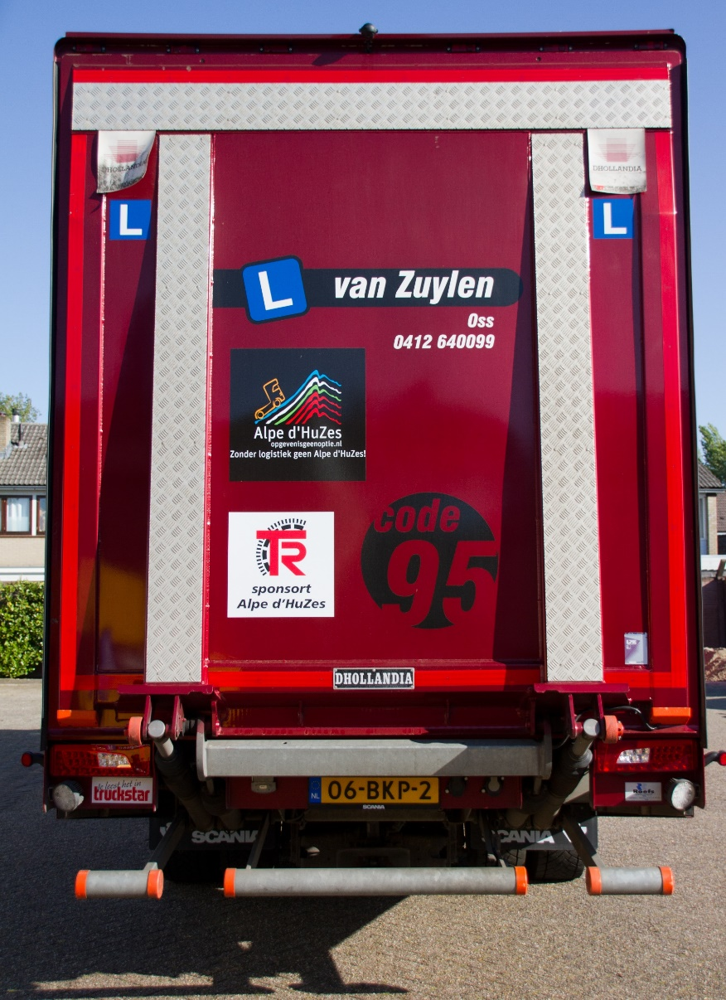 DHOLLANDIA
DHOLLANDIA
L
L
L
van Zuylen
Oss
0412 640099
Alpe d'HuZes
opgevenisgeenoptie.nl
Zonder logistiek geen Alpe d'HuZes!
code
95
TR
sponsort
Alpe d'HuZes
DHOLLANDIA
Je leest het in
truckstar
NL
06-BKP-2
SCANIA
Roefs
SCANIA
SCANIA